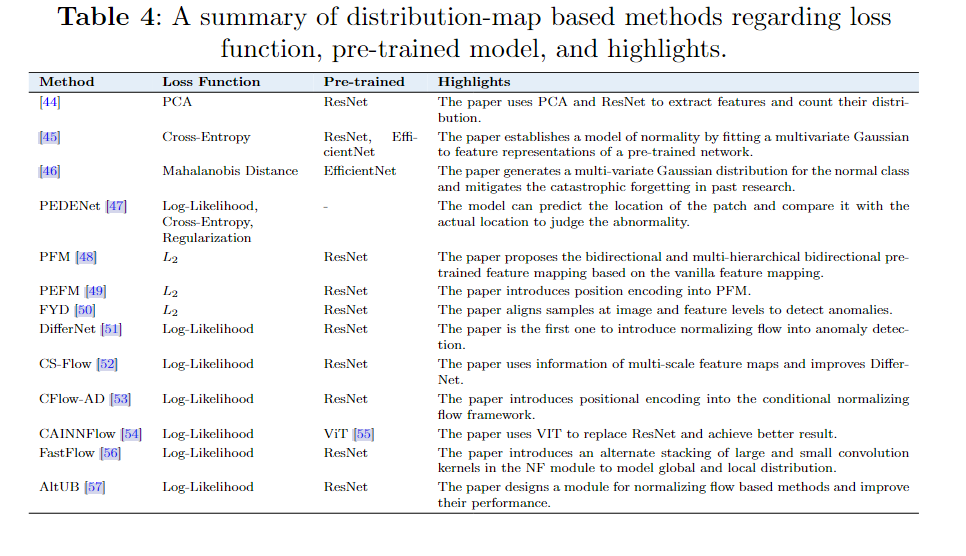 Table 4: A summary of distribution-map based methods regarding loss
function, pre-trained model, and highlights.
Method Loss Function Pre-trained Highlights
[44] PCA ResNet The paper uses PCA and ResNet to extract features and count their distri-
bution.
[45] Cross-Entropy ResNet, Effi- The paper establishes a model of normality by fitting a multivariate Gaussian
cientNet to feature representations of a pre-trained network.
[46] Mahalanobis Distance EfficientNet The paper generates a multi-variate Gaussian distribution for the normal class
and mitigates the catastrophic forgetting in past research.
PEDENet [47] Log-Likelihood, - The model can predict the location of the patch and compare it with the
Cross-Entropy, actual location to judge the abnormality.
Regularization
PFM [48] L2 ResNet The paper proposes the bidirectional and multi-hierarchical bidirectional pre-
trained feature mapping based on the vanilla feature mapping.
PEFM [49] L2 ResNet The paper introduces position encoding into PFM.
FYD [50] L2 ResNet The paper aligns samples at image and feature levels to detect anomalies.
DifferNet [51] Log-Likelihood ResNet The paper is the first one to introduce normalizing flow into anomaly detec-
tion.
CS-Flow [52] Log-Likelihood ResNet The paper uses information of multi-scale feature maps and improves Differ-
Net.
CFlow-AD [53] Log-Likelihood ResNet The paper introduces positional encoding into the conditional normalizing
flow framework.
CAINNFlow [54] Log-Likelihood ViT [55] The paper uses VIT to replace ResNet and achieve better result.
FastFlow [56] Log-Likelihood ResNet The paper introduces an alternate stacking of large and small convolution
kernels in the NF module to model global and local distribution.
AltUB [57] Log-Likelihood ResNet The paper designs a module for normalizing flow based methods and improve
their performance.